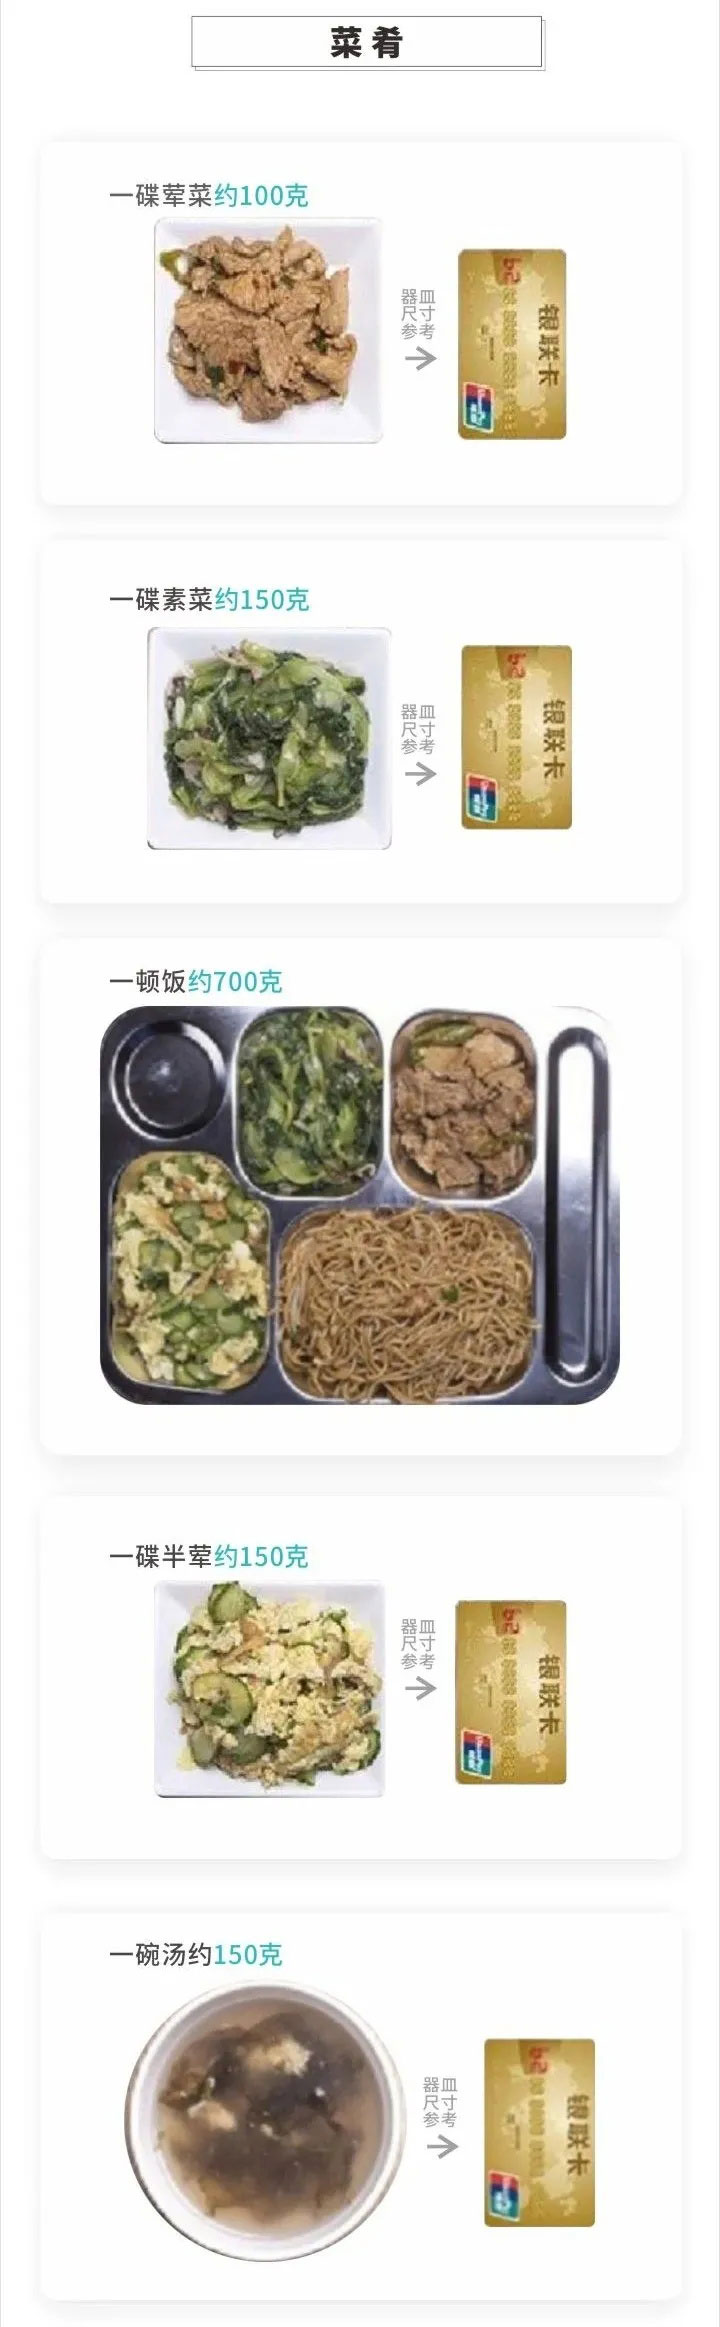 菜肴
一碟荤菜约100克
器皿
尺寸
参考
银联卡
一碟素菜约150克
器皿
尺寸
参考
银联卡
一顿饭约700克
一碟半荤约150克
器皿
尺寸
参考
银联卡
一碗汤约150克
器皿
尺寸
参考
银联卡